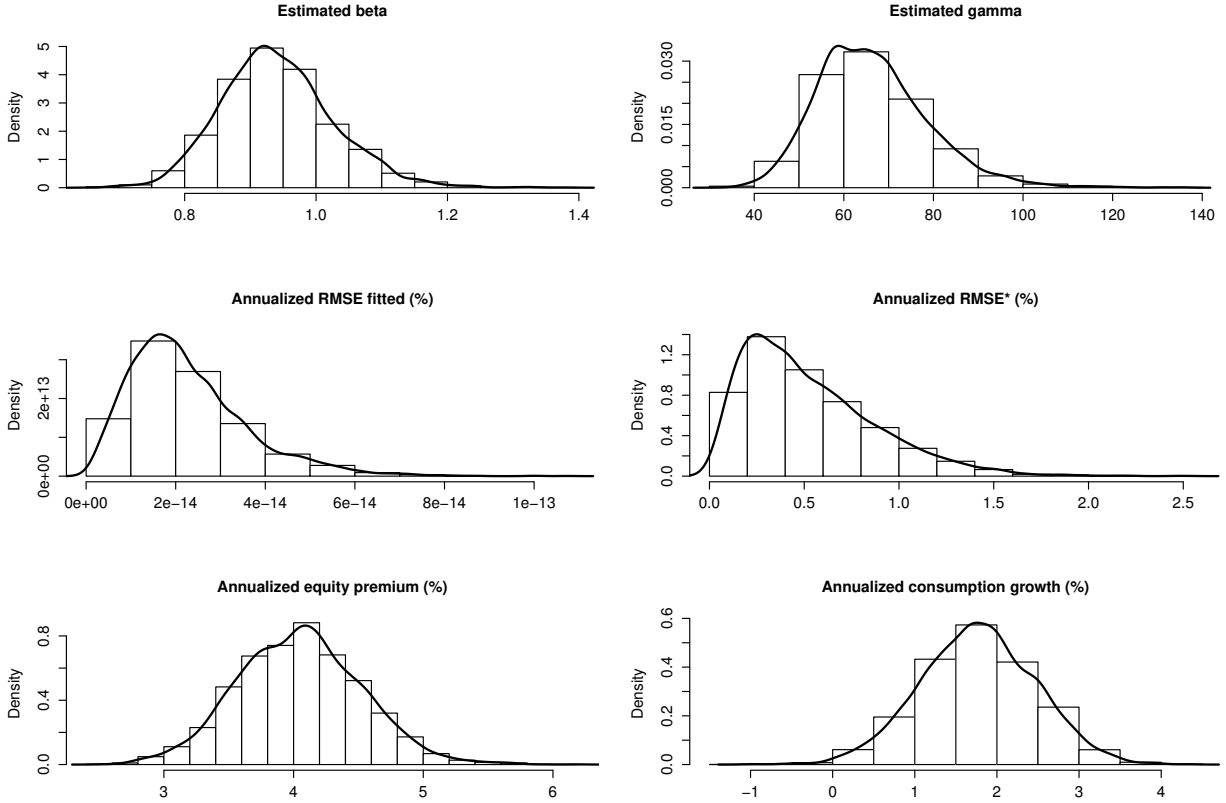 Estimated beta
Density
0 1 2 3 4 5
0.8 1.0 1.2 1.4
Estimated gamma
Density
0.000 0.015 0.030
40 60 80 100 120 140
Annualized RMSE fitted (%)
Density
0e+00 2e+13
0e+00 2e−14 4e−14 6e−14 8e−14 1e−13
Annualized RMSE* (%)
Density
0.0 0.4 0.8 1.2
0.0 0.5 1.0 1.5 2.0 2.5
Annualized equity premium (%)
Density
0.0 0.4 0.8
3 4 5 6
Annualized consumption growth (%)
Density
0.0 0.2 0.4 0.6
−1 0 1 2 3 4